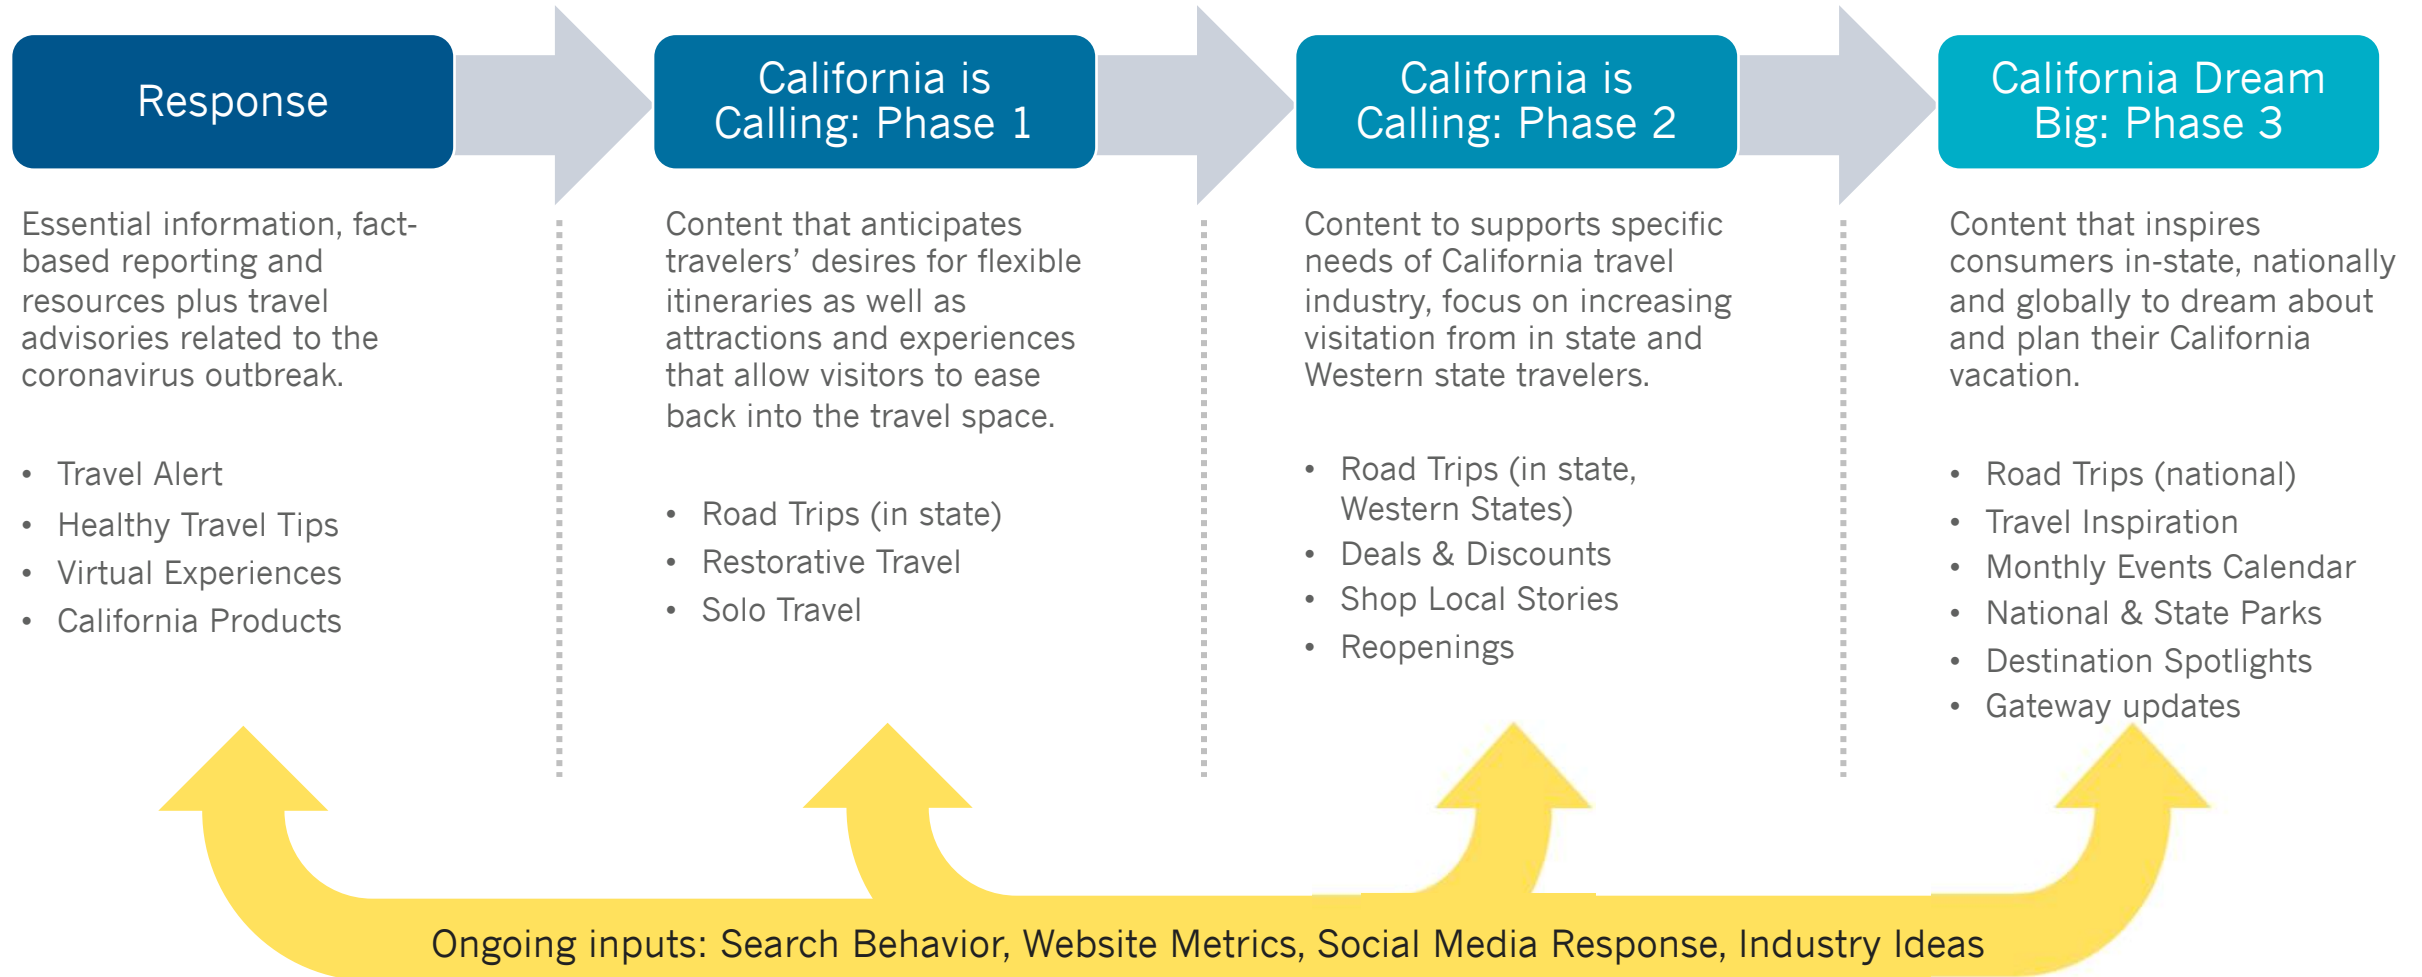 Response
Essential information, fact-
based reporting and
resources plus travel
advisories related to the
coronavirus outbreak.
• Travel Alert
• Healthy Travel Tips
• Virtual Experiences
• California Products
California is
Calling: Phase 1
Content that anticipates
travelers’ desires for flexible
itineraries as well as
attractions and experiences
that allow visitors to ease
back into the travel space.
• Road Trips (in state)
• Restorative Travel
• Solo Travel
California is
Calling: Phase 2
Content to supports specific
needs of California travel
industry, focus on increasing
visitation from in state and
Western state travelers.
• Road Trips (in state,
Western States)
• Deals & Discounts
• Shop Local Stories
• Reopenings
California Dream
Big: Phase 3
Content that inspires
consumers in-state, nationally
and globally to dream about
and plan their California
vacation.
• Road Trips (national)
• Travel Inspiration
• Monthly Events Calendar
• National & State Parks
• Destination Spotlights
• Gateway updates
Ongoing inputs: Search Behavior, Website Metrics, Social Media Response, Industry Ideas